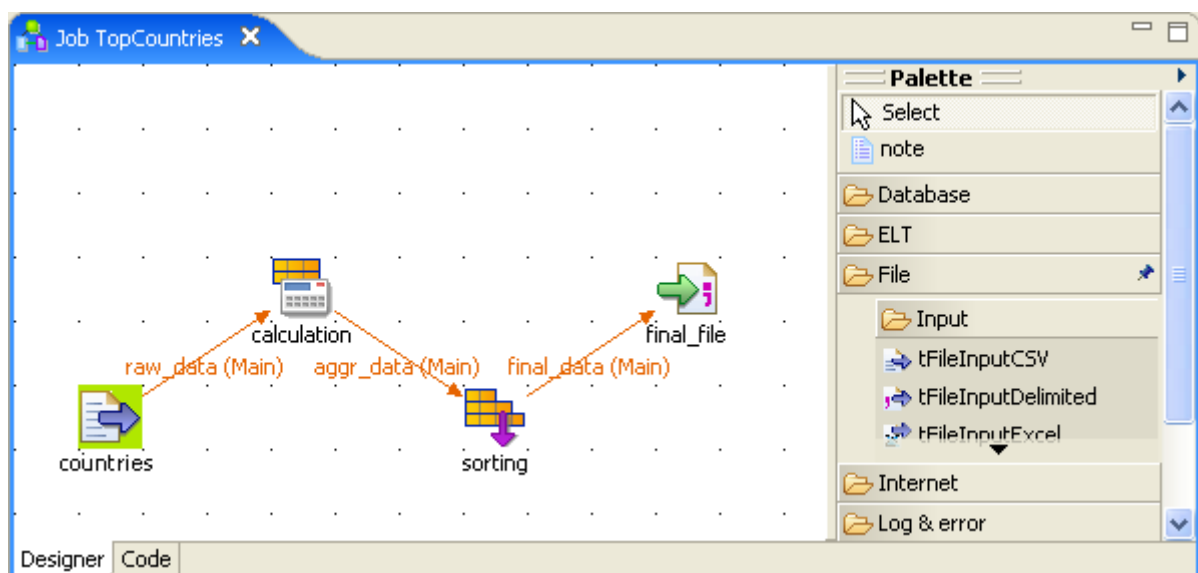 Job TopCountries
Palette
Select
note
Database
ELT
File
Input
tFileInputCSV
tFileInputDelimited
tFileInputExcel
Internet
Log & error
calculation
final_file
raw_data (Main)
aggr_data (Main)
final_data (Main)
countries
sorting
Designer
Code